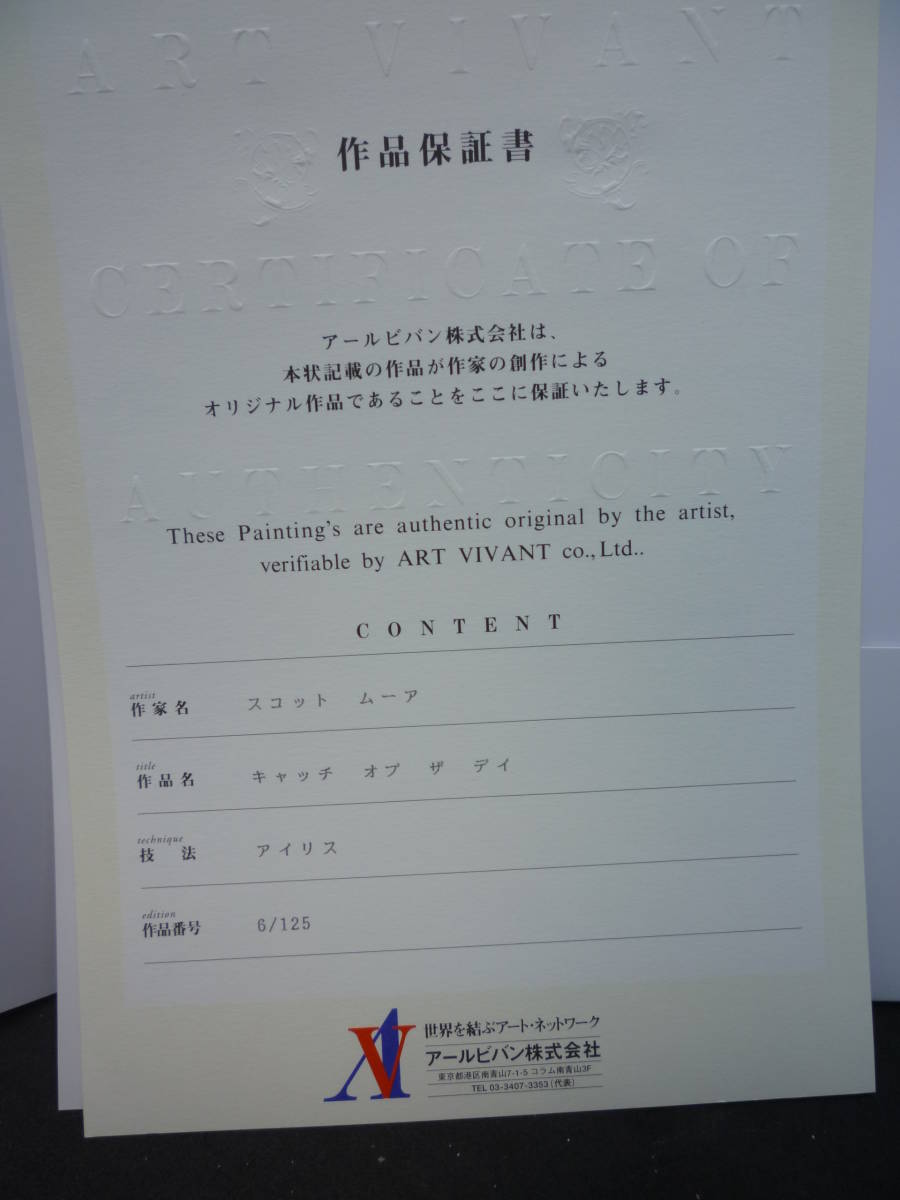 ART VIVANT
作品保証書
CERTIFICATE OF
アールビバン株式会社は、
本状記載の作品が作家の創作による
オリジナル作品であることをここに保証いたします。
AUTHENTICITY
These Painting's are authentic original by the artist,
verifiable by ART VIVANT co.,Ltd..
CONTENT
artist
作家名 スコット ムーア
title
作品名 キャッチ オブ ザ デイ
technique
技法 アイリス
edition
作品番号 6/125
AV
世界を結ぶアート・ネットワーク
アールビバン株式会社
東京都港区南青山7-1-5 コラム南青山3F
TEL 03-3407-3353(代表)